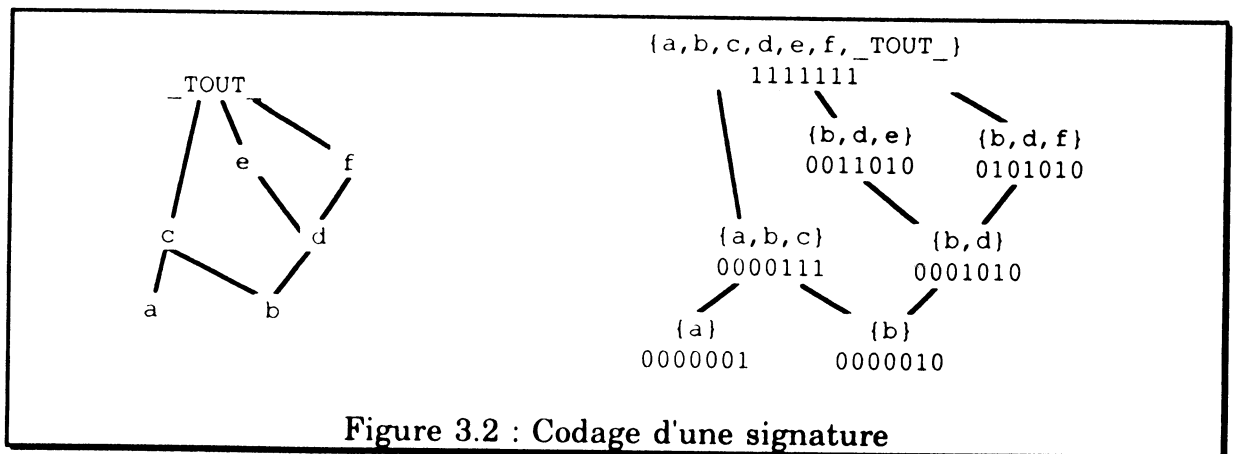 {a,b,c,d,e,f,_TOUT_}
1111111
_TOUT_
{b,d,e}
{b,d,f}
0011010
0101010
e
f
c
d
{a,b,c}
{b,d}
0000111
0001010
a
b
{a}
{b}
0000001
0000010
Figure 3.2 : Codage d'une signature